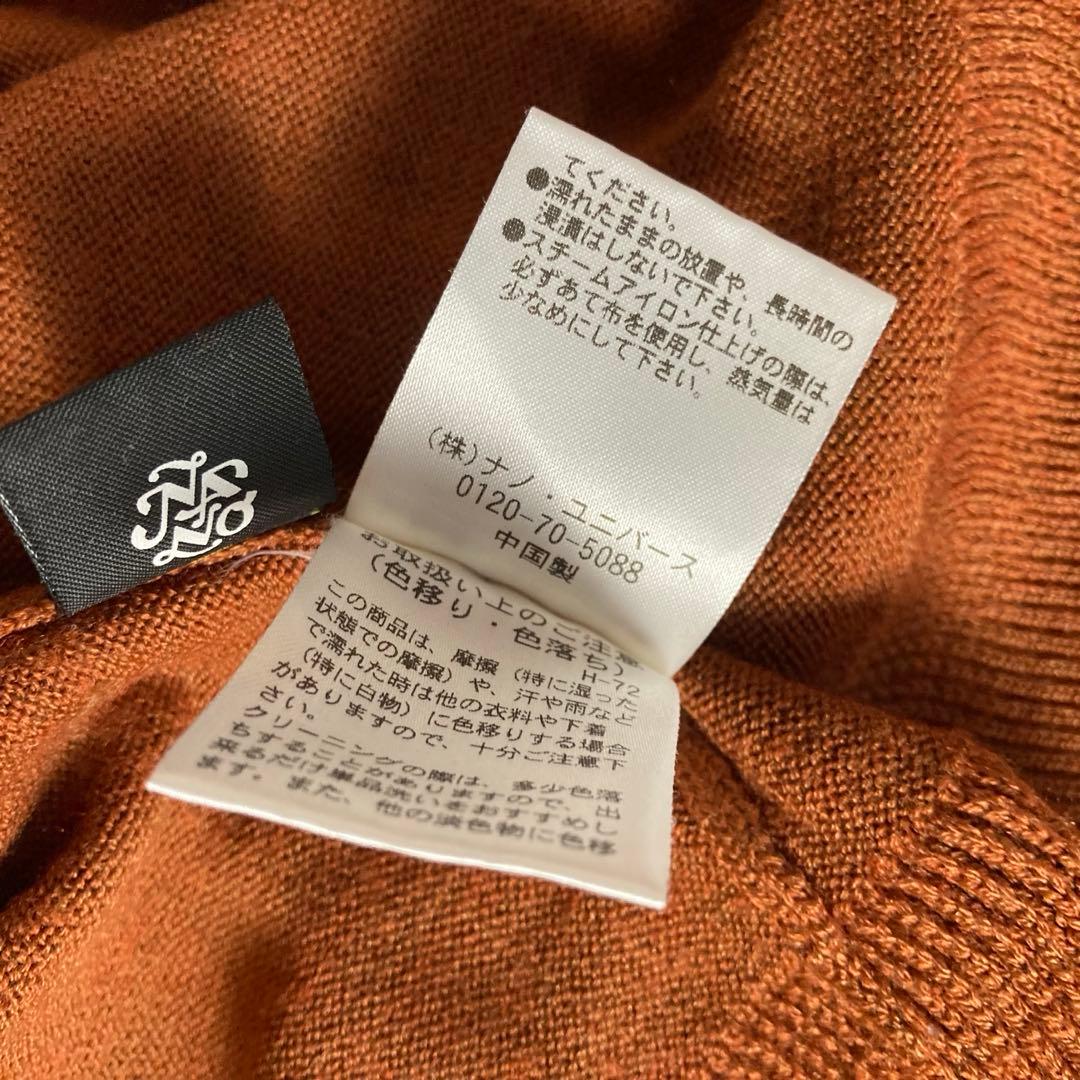 てください。
●濡れたままの放置や、長時間の
浸漬はしないで下さい。
●スチームアイロン仕上げの際は、
必ずあて布を使用し、蒸気量は
少なめにして下さい。
(株)ナノ・ユニバース
0120-70-5088
中国製
お取扱い上のご注意
(色移り・色落ち) H-72
この商品は、摩擦(特に湿った
状態での摩擦)や、汗や雨など
で濡れた時は他の衣料や下着
(特に白物)に色移りする場合
がありますので、十分ご注意下
さい。
クリーニングの際は、多少色落
ちすることがありますので、出
来るだけ単品洗いをおすすめし
ます。また、他の淡色物に色移